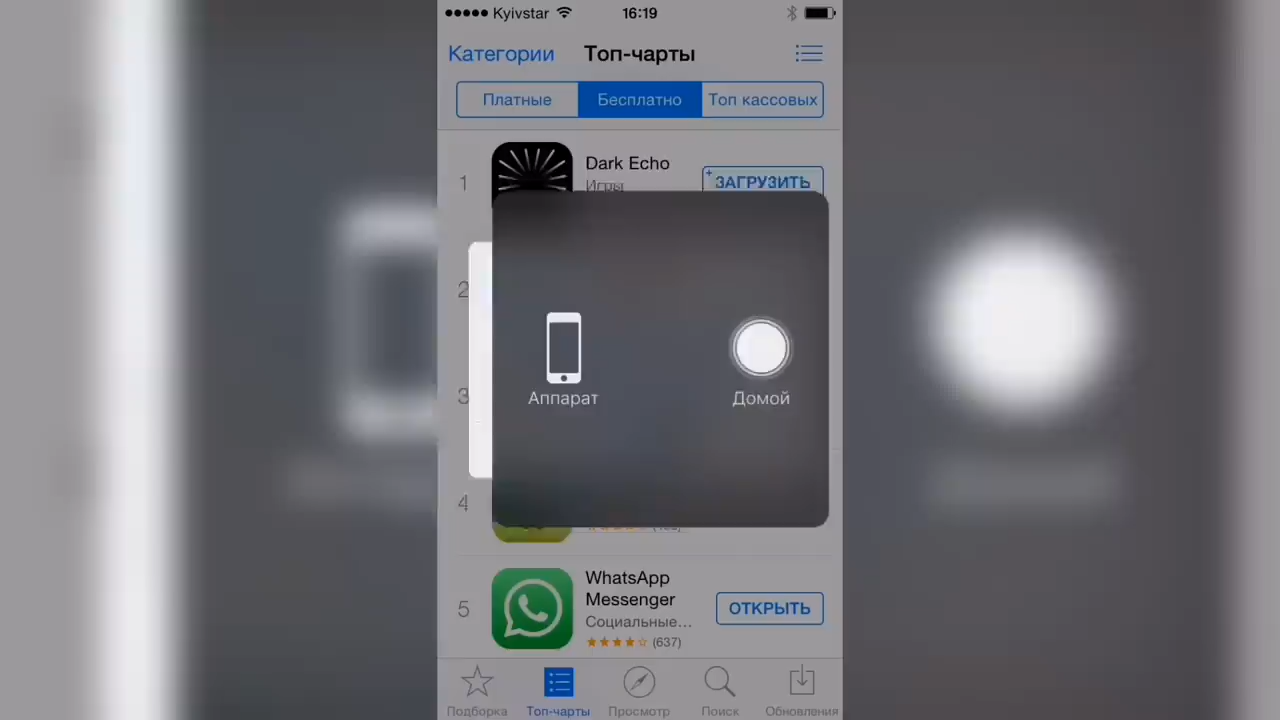 Kyivstar 16:19
Категории Топ-чарты
Платные Бесплатно Топ кассовых
1 Dark Echo
Игры
+ ЗАГРУЗИТЬ
2
3
Аппарат Домой
4
5 WhatsApp
Messenger
Социальные...
(637)
ОТКРЫТЬ
Подборка Топ-чарты Просмотр Поиск Обновления